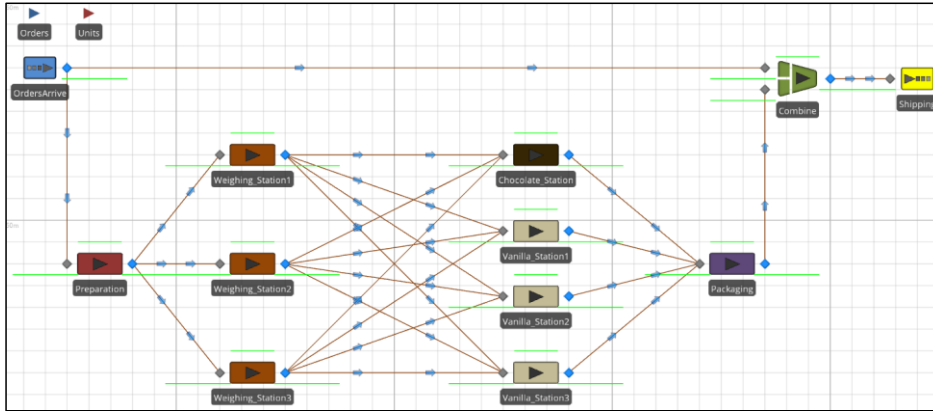 Orders
Units
OrdersArrive
Combine
Shipping
Weighing_Station1
Chocolate_Station
Vanilla_Station1
Preparation
Weighing_Station2
Packaging
Vanilla_Station2
Weighing_Station3
Vanilla_Station3